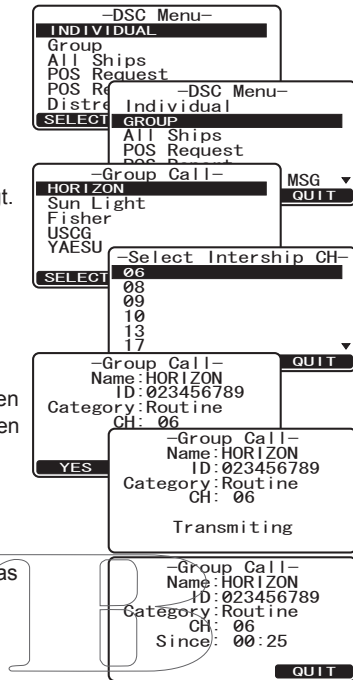 -DSC Menu-
INDIVIDUAL
Group
All Ships
POS Request
POS Re
Distre
SELECT
-DSC Menu-
Individual
GROUP
All Ships
POS Request
POS Report
MSG
QUIT
-Group Call-
HORIZON
Sun Light
Fisher
USCG
YAESU
SELECT
-Select Intership CH-
06
08
09
10
13
17
QUIT
-Group Call-
Name:HORIZON
ID:023456789
Category:Routine
CH: 06
YES
en
en
-Group Call-
Name:HORIZON
ID:023456789
Category:Routine
CH: 06
Transmiting
as
-Group Call-
Name:HORIZON
ID:023456789
Category:Routine
CH: 06
Since: 00:25
QUIT